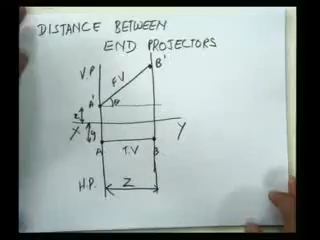 DISTANCE BETWEEN
END PROJECTORS
V.P
F.V
B'
A'
θ
x
X
y
Y
A
T.V
B
H.P.
Z